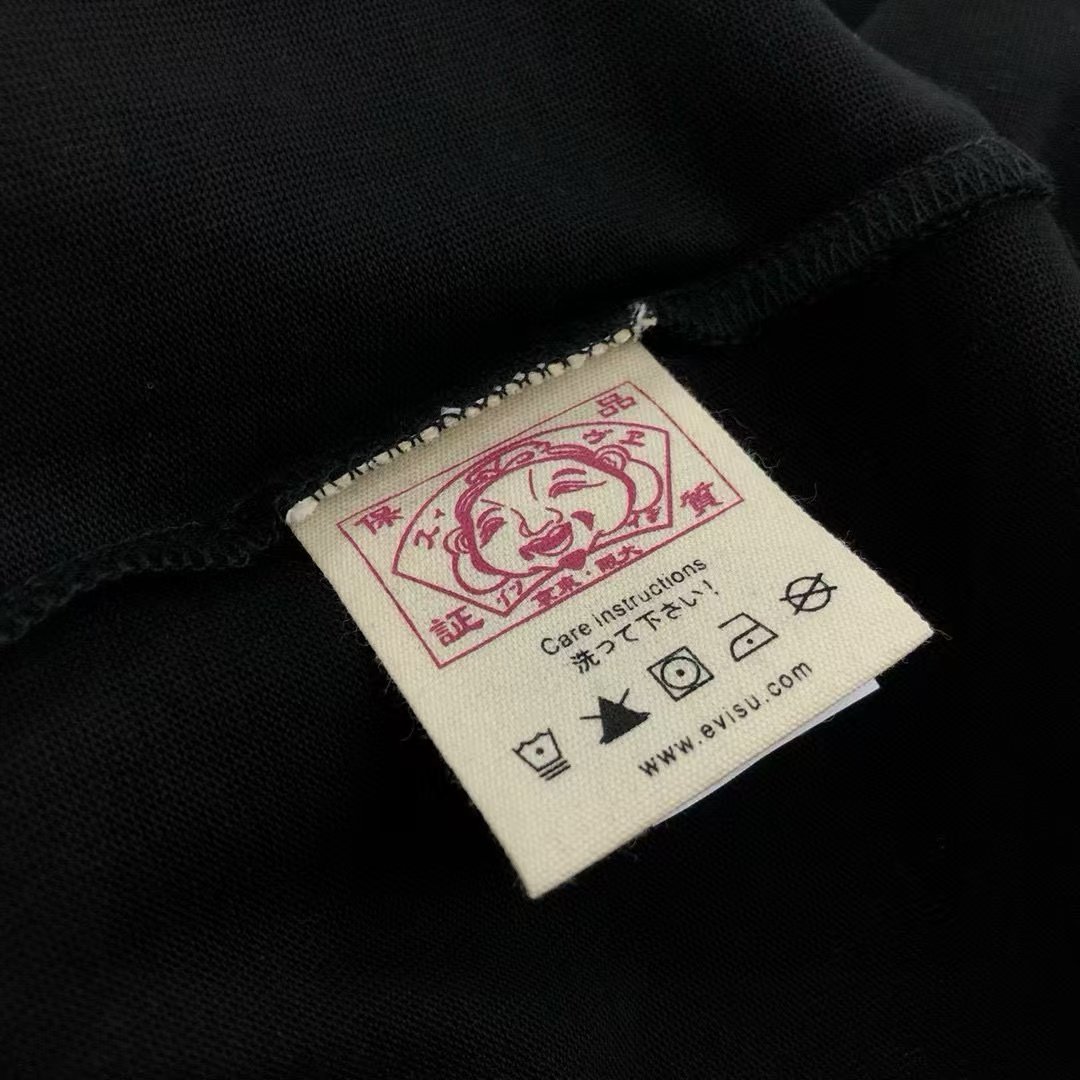 保 品
証 質
Care instructions
洗って下さい!
www.evisu.com